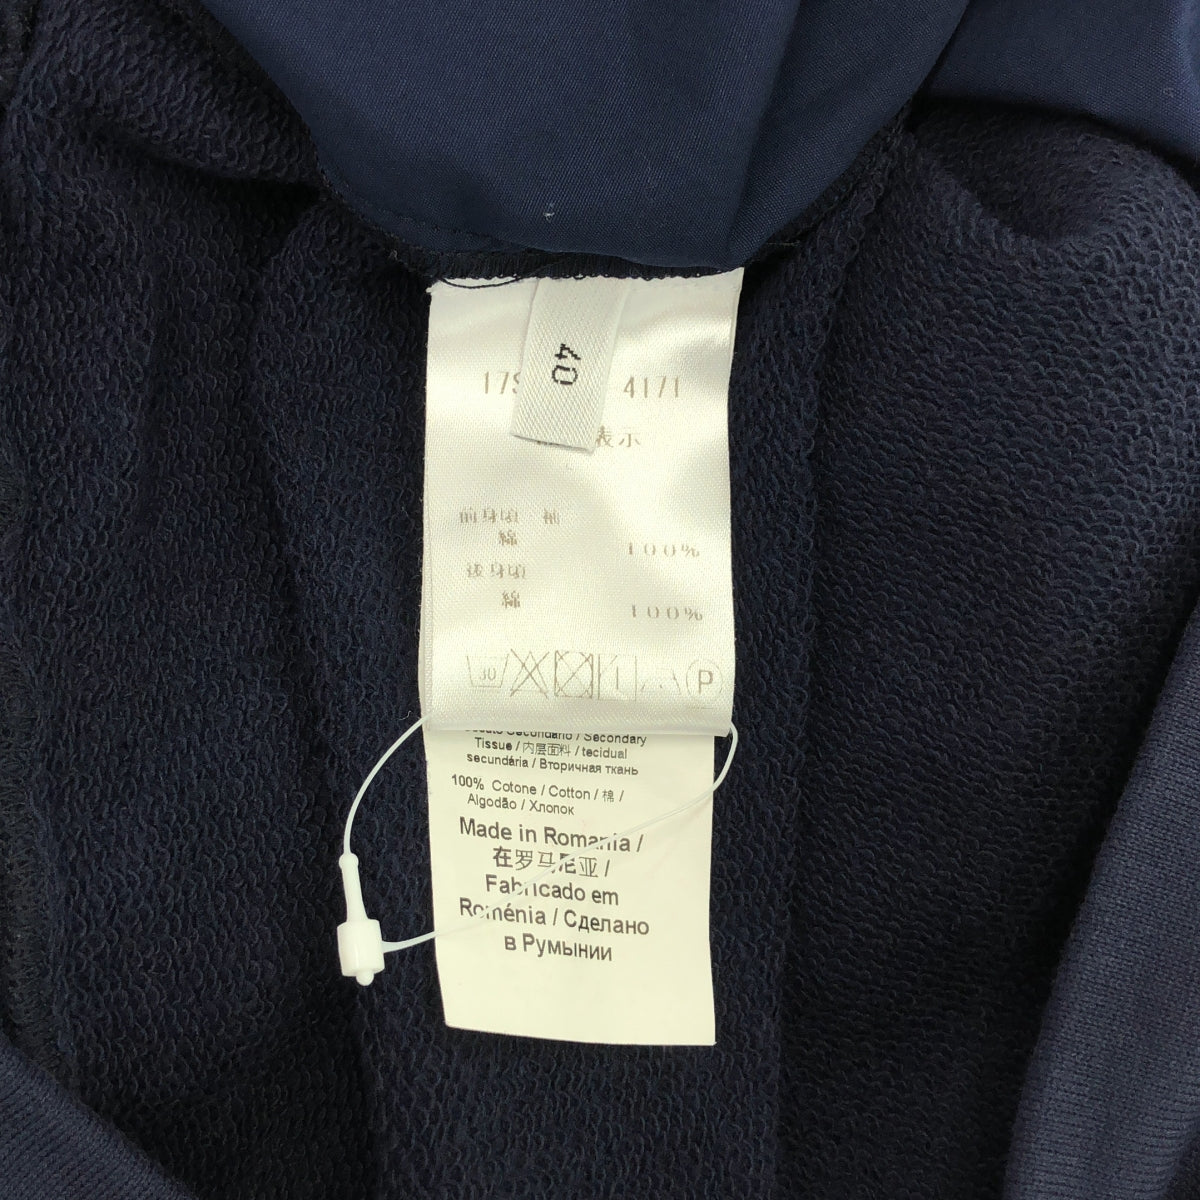 40
4171
表示
前身頃 袖
綿 100%
後身頃
綿 100%
30 P
Secondario / Secondary
Tissue / 内层面料 / tecidual
secundária / Вторичная ткань
100% Cotone / Cotton / 棉 /
Algodão / Хлопок
Made in Romania /
在罗马尼亚 /
Fabricado em
Roménia / Сделано
в Румынии